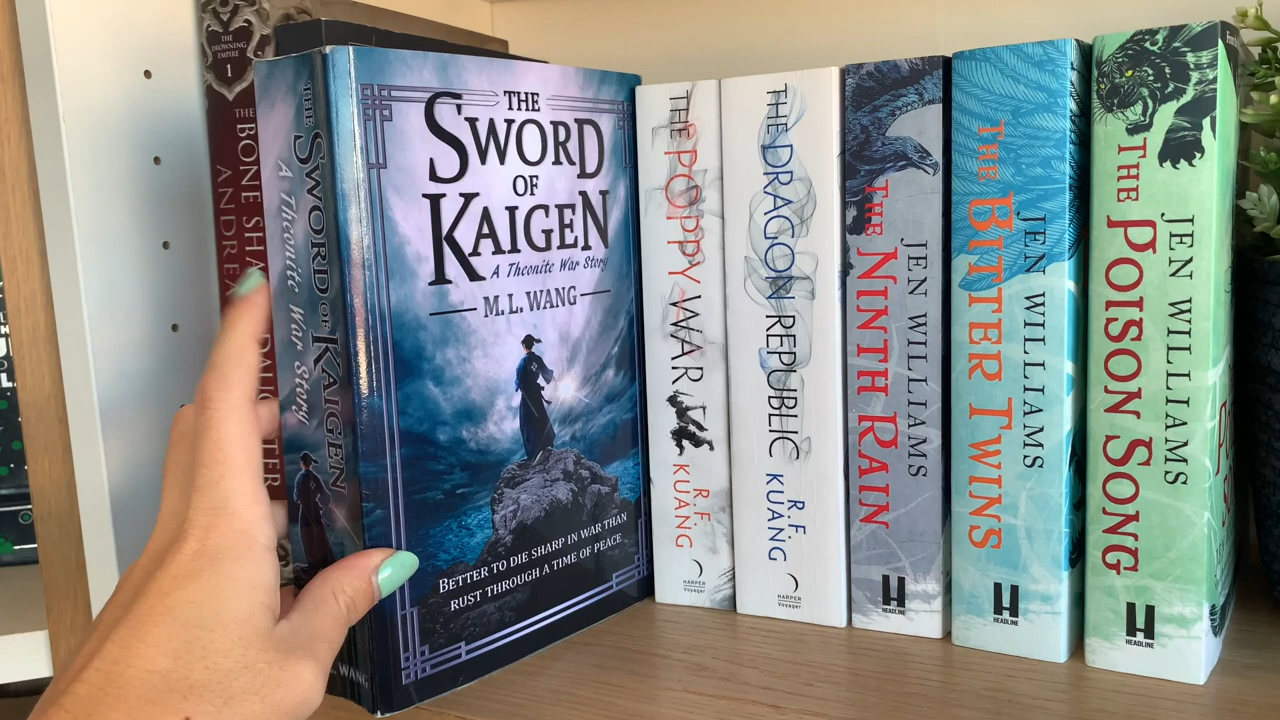 THE
DROWNING
EMPIRE
1
THE
BONE SHA
ANDREA
DAUGHTER
THE SWORD OF KAIGEN
A Theonite War Story
L. WANG
THE
SWORD
OF
KAIGEN
A Theonite War Story
M. L. WANG
BETTER TO DIE SHARP IN WAR THAN
RUST THROUGH A TIME OF PEACE
THE POPPY WAR
R.F.
KUANG
HARPER
Voyager
THE DRAGON REPUBLIC
R.F.
KUANG
HARPER
Voyager
JEN WILLIAMS
THE NINTH RAIN
HEADLINE
JEN WILLIAMS
THE BITTER TWINS
HEADLINE
JEN WILLIAMS
THE POISON SONG
HEADLINE